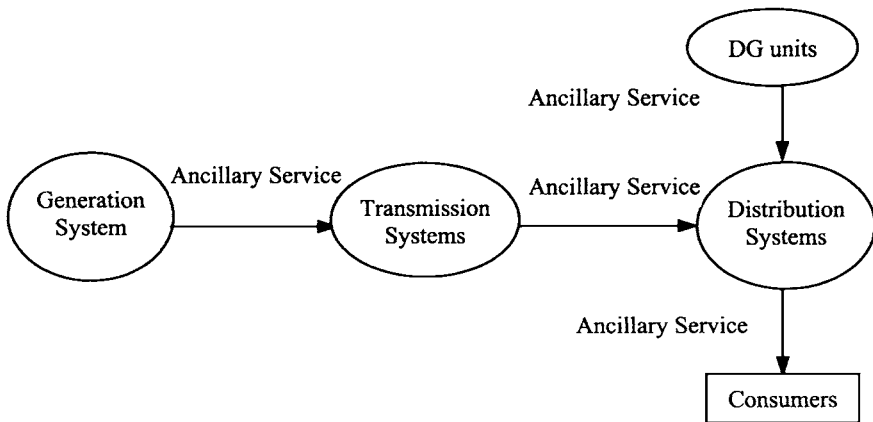 DG units
Ancillary Service
Ancillary Service
Ancillary Service
Generation
System
Transmission
Systems
Distribution
Systems
Ancillary Service
Consumers